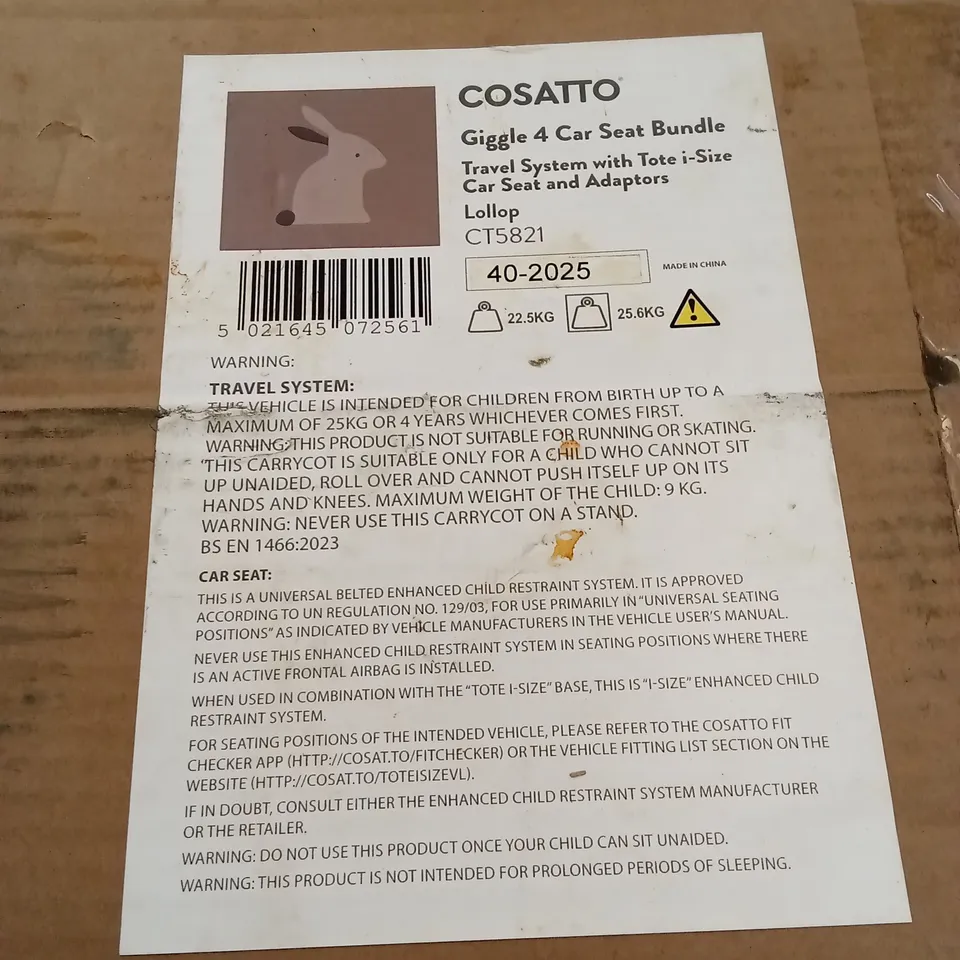 COSATTO
Giggle 4 Car Seat Bundle
Travel System with Tote i-Size
Car Seat and Adaptors
Lollop
CT5821
40-2025
MADE IN CHINA
22.5KG
25.6KG
5 021645 072561
WARNING:
TRAVEL SYSTEM:
THIS VEHICLE IS INTENDED FOR CHILDREN FROM BIRTH UP TO A
MAXIMUM OF 25KG OR 4 YEARS WHICHEVER COMES FIRST.
WARNING:THIS PRODUCT IS NOT SUITABLE FOR RUNNING OR SKATING.
THIS CARRYCOT IS SUITABLE ONLY FOR A CHILD WHO CANNOT SIT
UP UNAIDED, ROLL OVER AND CANNOT PUSH ITSELF UP ON ITS
HANDS AND KNEES. MAXIMUM WEIGHT OF THE CHILD: 9 KG.
WARNING: NEVER USE THIS CARRYCOT ON A STAND.
BS EN 1466:2023
CAR SEAT:
THIS IS A UNIVERSAL BELTED ENHANCED CHILD RESTRAINT SYSTEM. IT IS APPROVED
ACCORDING TO UN REGULATION NO. 129/03, FOR USE PRIMARILY IN "UNIVERSAL SEATING
POSITIONS" AS INDICATED BY VEHICLE MANUFACTURERS IN THE VEHICLE USER'S MANUAL.
NEVER USE THIS ENHANCED CHILD RESTRAINT SYSTEM IN SEATING POSITIONS WHERE THERE
IS AN ACTIVE FRONTAL AIRBAG IS INSTALLED.
WHEN USED IN COMBINATION WITH THE "TOTE I-SIZE" BASE, THIS IS "I-SIZE" ENHANCED CHILD
RESTRAINT SYSTEM.
FOR SEATING POSITIONS OF THE INTENDED VEHICLE, PLEASE REFER TO THE COSATTO FIT
CHECKER APP (HTTP://COSAT.TO/FITCHECKER) OR THE VEHICLE FITTING LIST SECTION ON THE
WEBSITE (HTTP://COSAT.TO/TOTEISIZEVL).
IF IN DOUBT, CONSULT EITHER THE ENHANCED CHILD RESTRAINT SYSTEM MANUFACTURER
OR THE RETAILER.
WARNING: DO NOT USE THIS PRODUCT ONCE YOUR CHILD CAN SIT UNAIDED.
WARNING: THIS PRODUCT IS NOT INTENDED FOR PROLONGED PERIODS OF SLEEPING.